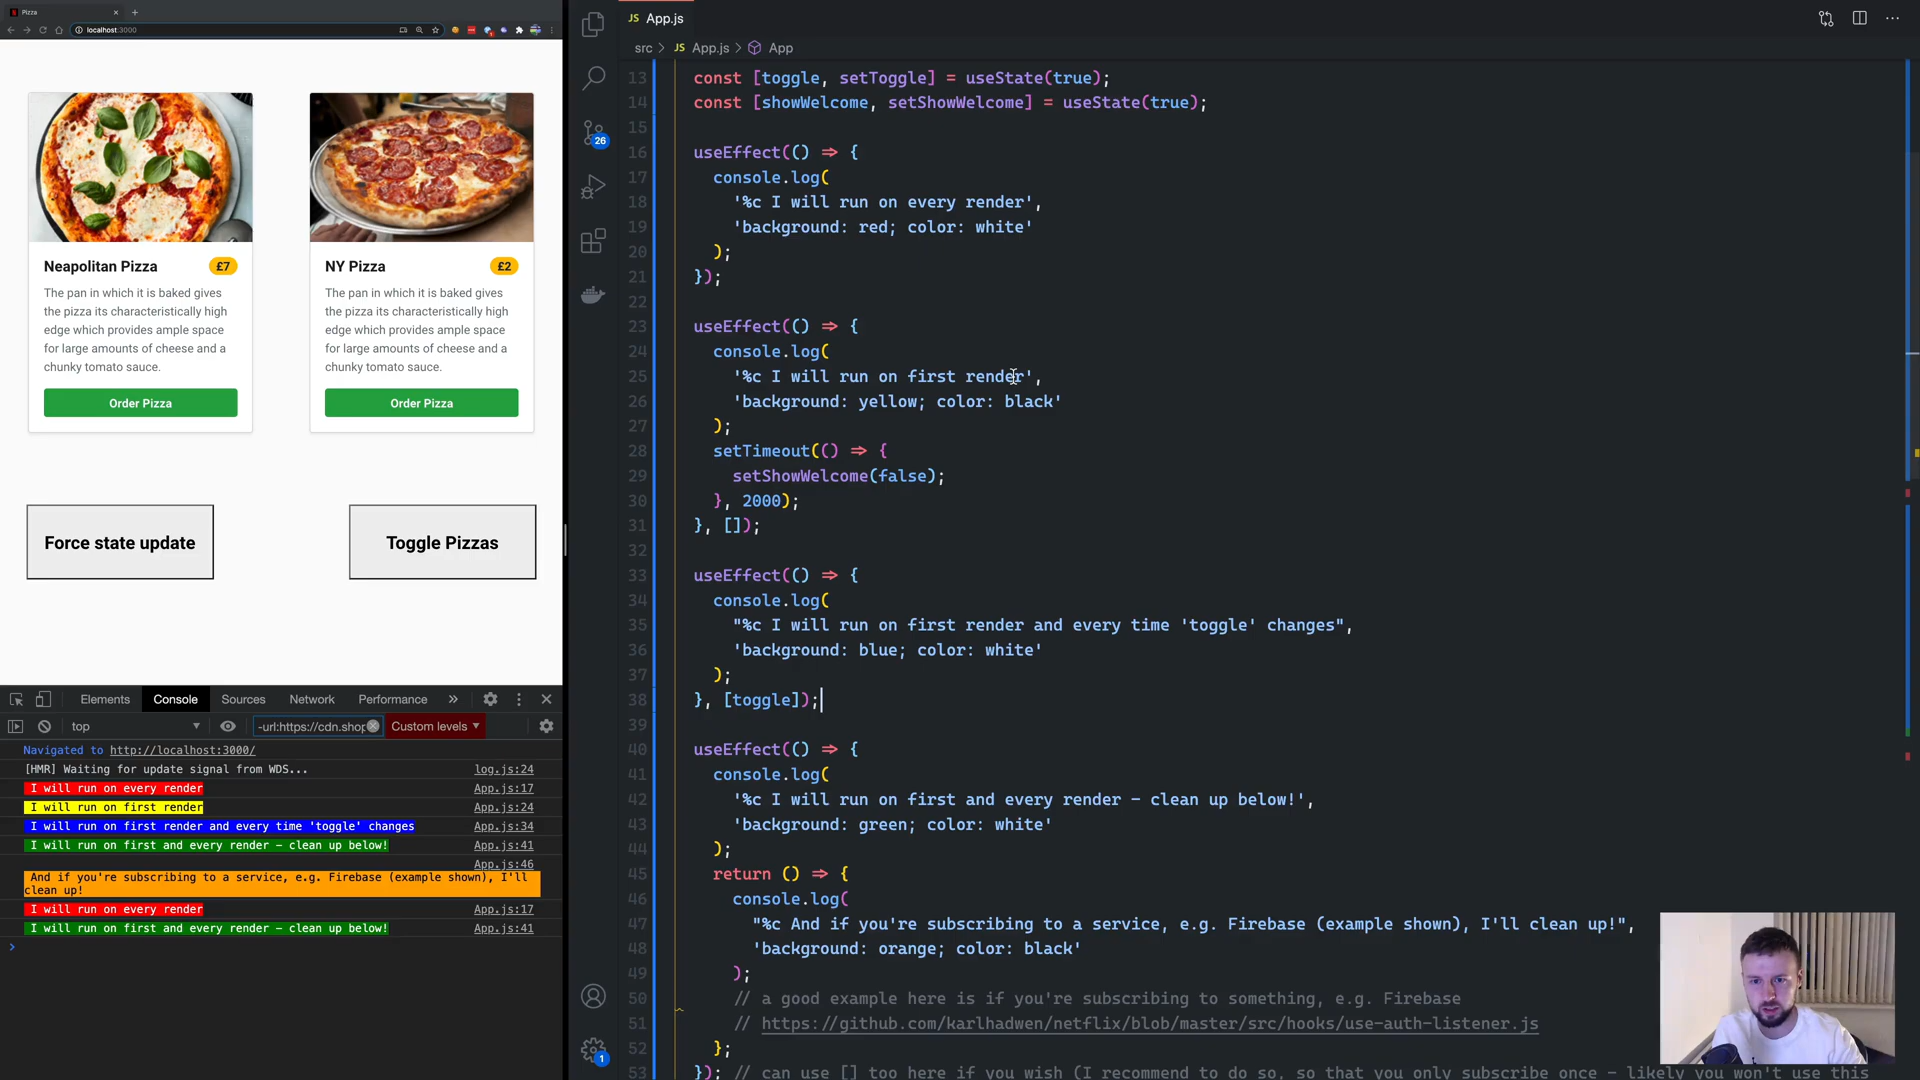 Pizza
localhost:3000
Neapolitan Pizza
£7
The pan in which it is baked gives
the pizza its characteristically high
edge which provides ample space
for large amounts of cheese and a
chunky tomato sauce.
Order Pizza
NY Pizza
£2
The pan in which it is baked gives
the pizza its characteristically high
edge which provides ample space
for large amounts of cheese and a
chunky tomato sauce.
Order Pizza
Force state update
Toggle Pizzas
Elements Console Sources Network Performance »
top
-url:https://cdn.shop
Custom levels
Navigated to http://localhost:3000/
[HMR] Waiting for update signal from WDS... log.js:24
I will run on every render App.js:17
I will run on first render App.js:24
I will run on first render and every time 'toggle' changes App.js:34
I will run on first and every render – clean up below! App.js:41
App.js:46
And if you're subscribing to a service, e.g. Firebase (example shown), I'll
clean up!
I will run on every render App.js:17
I will run on first and every render – clean up below! App.js:41
26
1
JS App.js
src > JS App.js > App
13 const [toggle, setToggle] = useState(true);
14 const [showWelcome, setShowWelcome] = useState(true);
15
16 useEffect(() => {
17 console.log(
18 '%c I will run on every render',
19 'background: red; color: white'
20 );
21 });
22
23 useEffect(() => {
24 console.log(
25 '%c I will run on first render',
26 'background: yellow; color: black'
27 );
28 setTimeout(() => {
29 setShowWelcome(false);
30 }, 2000);
31 }, []);
32
33 useEffect(() => {
34 console.log(
35 "%c I will run on first render and every time 'toggle' changes",
36 'background: blue; color: white'
37 );
38 }, [toggle]);
39
40 useEffect(() => {
41 console.log(
42 '%c I will run on first and every render – clean up below!',
43 'background: green; color: white'
44 );
45 return () => {
46 console.log(
47 "%c And if you're subscribing to a service, e.g. Firebase (example shown), I'll clean up!",
48 'background: orange; color: black'
49 );
50 // a good example here is if you're subscribing to something, e.g. Firebase
51 // https://github.com/karlhadwen/netflix/blob/master/src/hooks/use-auth-listener.js
52 };
53 }); // can use [] too here if you wish (I recommend to do so, so that you only subscribe once – likely you won't use this